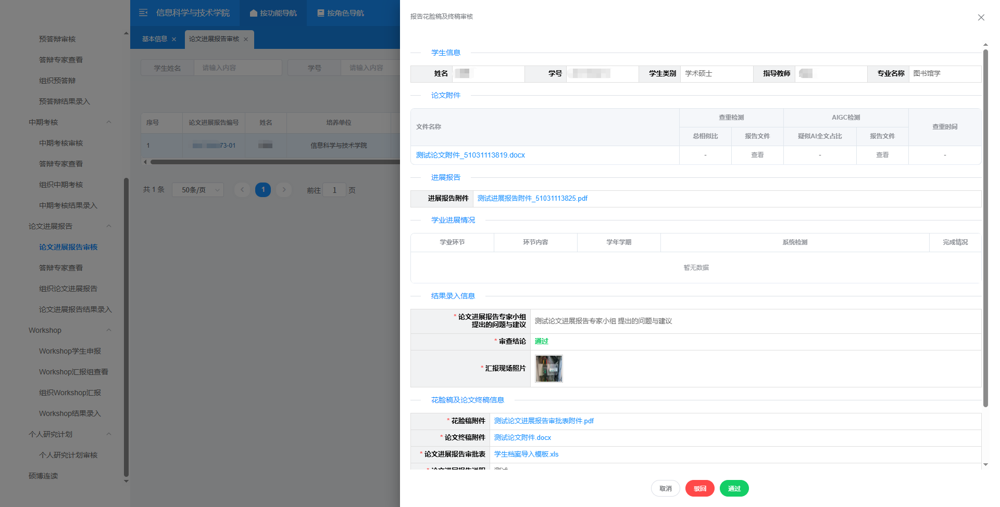 信息科学与技术学院
按功能导航
按角色导航
基本信息
论文进展报告审核
预答辩审核
答辩专家查看
组织预答辩
预答辩结果录入
中期考核
中期考核审核
答辩专家查看
组织中期考核
中期考核结果录入
论文进展报告
论文进展报告审核
答辩专家查看
组织论文进展报告
论文进展报告结果录入
Workshop
Workshop学生申报
Workshop汇报组查看
组织Workshop汇报
Workshop结果录入
个人研究计划
个人研究计划审核
硕博连读
学生姓名 请输入内容 学号 请输入内容
序号 论文进展报告编号 姓名 培养单位
1 73-01 信息科学与技术学院
共 1 条 50条/页 1 前往 1 页
报告花脸稿及终稿审核
学生信息
姓名 学号 学生类别 学术硕士 指导教师 专业名称 图书馆学
论文附件
文件名称 查重检测 AIGC检测 查重时间
总相似比 报告文件 疑似AI全文占比 报告文件
测试论文附件_51031113819.docx - 查看 - 查看 -
进展报告
进展报告附件 测试进展报告附件_51031113825.pdf
学业进展情况
学业环节 环节内容 学年学期 系统检测 完成情况
暂无数据
结果录入信息
* 论文进展报告专家小组
提出的问题与建议
测试论文进展报告专家小组 提出的问题与建议
* 审查结论 通过
* 汇报现场照片
花脸稿及论文终稿信息
* 花脸稿附件 测试论文进展报告审批表附件.pdf
* 论文终稿附件 测试论文附件.docx
* 论文进展报告审批表 学生档案导入模板.xls
* 论文进展报告说明 测试
取消 驳回 通过